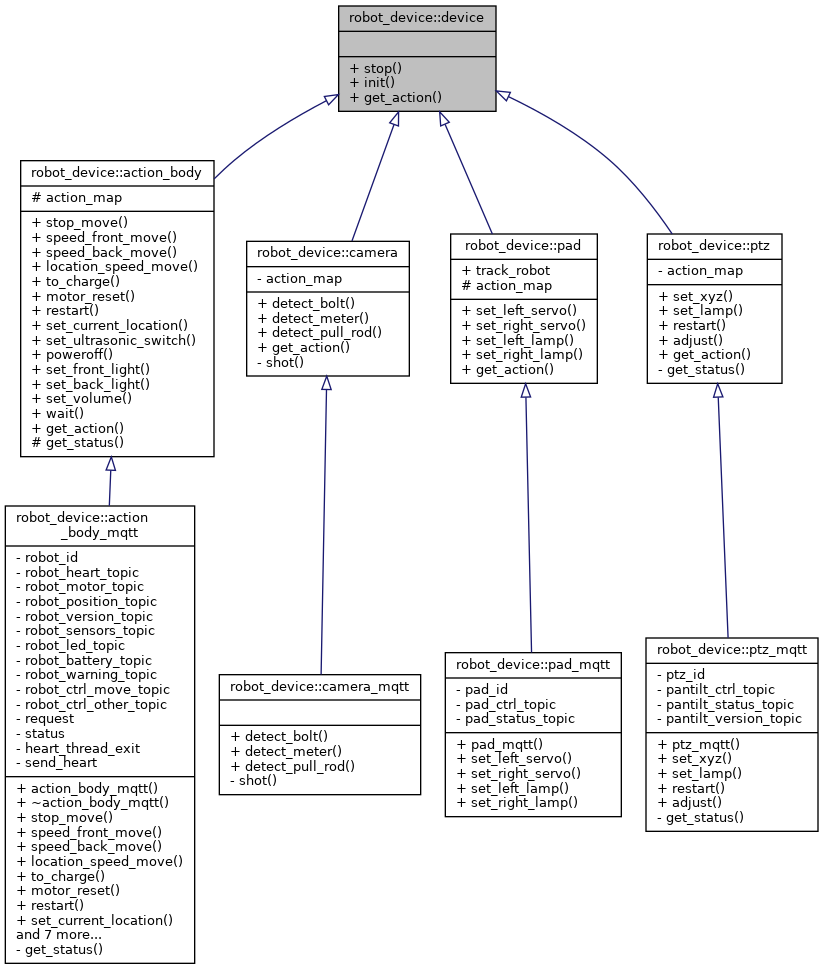 robot_device::device
+ stop()
+ init()
+ get_action()
robot_device::action_body
# action_map
+ stop_move()
+ speed_front_move()
+ speed_back_move()
+ location_speed_move()
+ to_charge()
+ motor_reset()
+ restart()
+ set_current_location()
+ set_ultrasonic_switch()
+ poweroff()
+ set_front_light()
+ set_back_light()
+ set_volume()
+ wait()
+ get_action()
# get_status()
robot_device::camera
- action_map
+ detect_bolt()
+ detect_meter()
+ detect_pull_rod()
+ get_action()
- shot()
robot_device::pad
+ track_robot
# action_map
+ set_left_servo()
+ set_right_servo()
+ set_left_lamp()
+ set_right_lamp()
+ get_action()
robot_device::ptz
- action_map
+ set_xyz()
+ set_lamp()
+ restart()
+ adjust()
+ get_action()
- get_status()
robot_device::action
_body_mqtt
- robot_id
- robot_heart_topic
- robot_motor_topic
- robot_position_topic
- robot_version_topic
- robot_sensors_topic
- robot_led_topic
- robot_battery_topic
- robot_warning_topic
- robot_ctrl_move_topic
- robot_ctrl_other_topic
- request
- status
- heart_thread_exit
- send_heart
+ action_body_mqtt()
+ ~action_body_mqtt()
+ stop_move()
+ speed_front_move()
+ speed_back_move()
+ location_speed_move()
+ to_charge()
+ motor_reset()
+ restart()
+ set_current_location()
and 7 more...
- get_status()
robot_device::camera_mqtt
+ detect_bolt()
+ detect_meter()
+ detect_pull_rod()
- shot()
robot_device::pad_mqtt
- pad_id
- pad_ctrl_topic
- pad_status_topic
+ pad_mqtt()
+ set_left_servo()
+ set_right_servo()
+ set_left_lamp()
+ set_right_lamp()
robot_device::ptz_mqtt
- ptz_id
- pantilt_ctrl_topic
- pantilt_status_topic
- pantilt_version_topic
+ ptz_mqtt()
+ set_xyz()
+ set_lamp()
+ restart()
+ adjust()
- get_status()